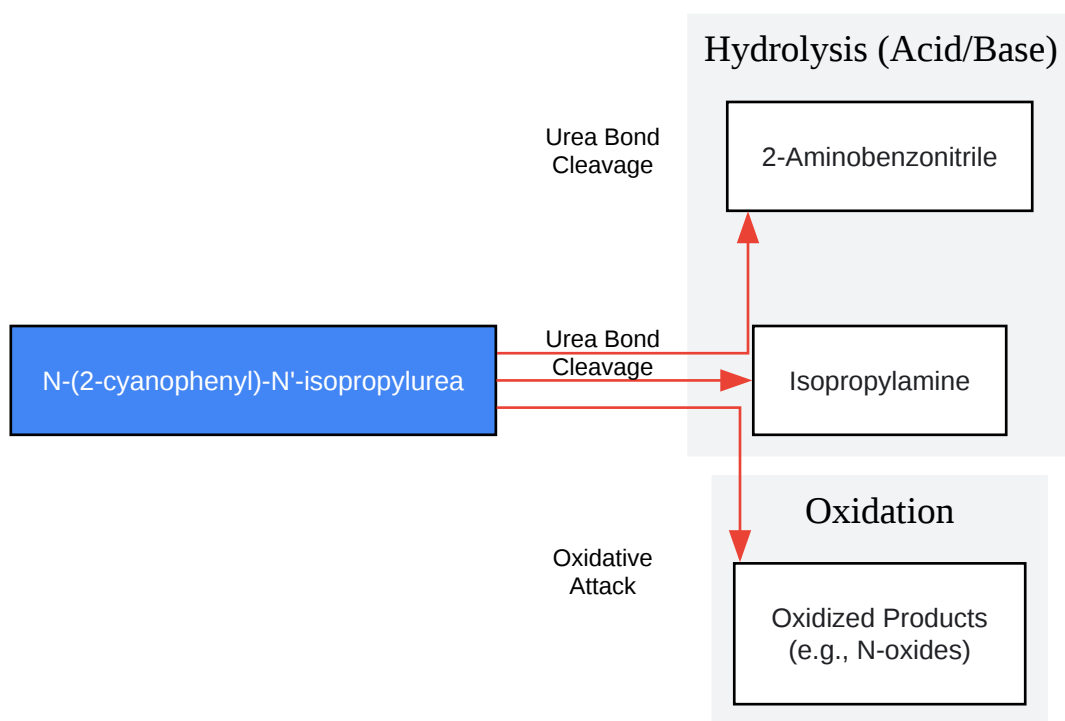 Hydrolysis (Acid/Base)
Urea Bond
Cleavage
2-Aminobenzonitrile
N-(2-cyanophenyl)-N'-isopropylurea
Urea Bond
Cleavage
Isopropylamine
Oxidation
Oxidative
Attack
Oxidized Products
(e.g., N-oxides)